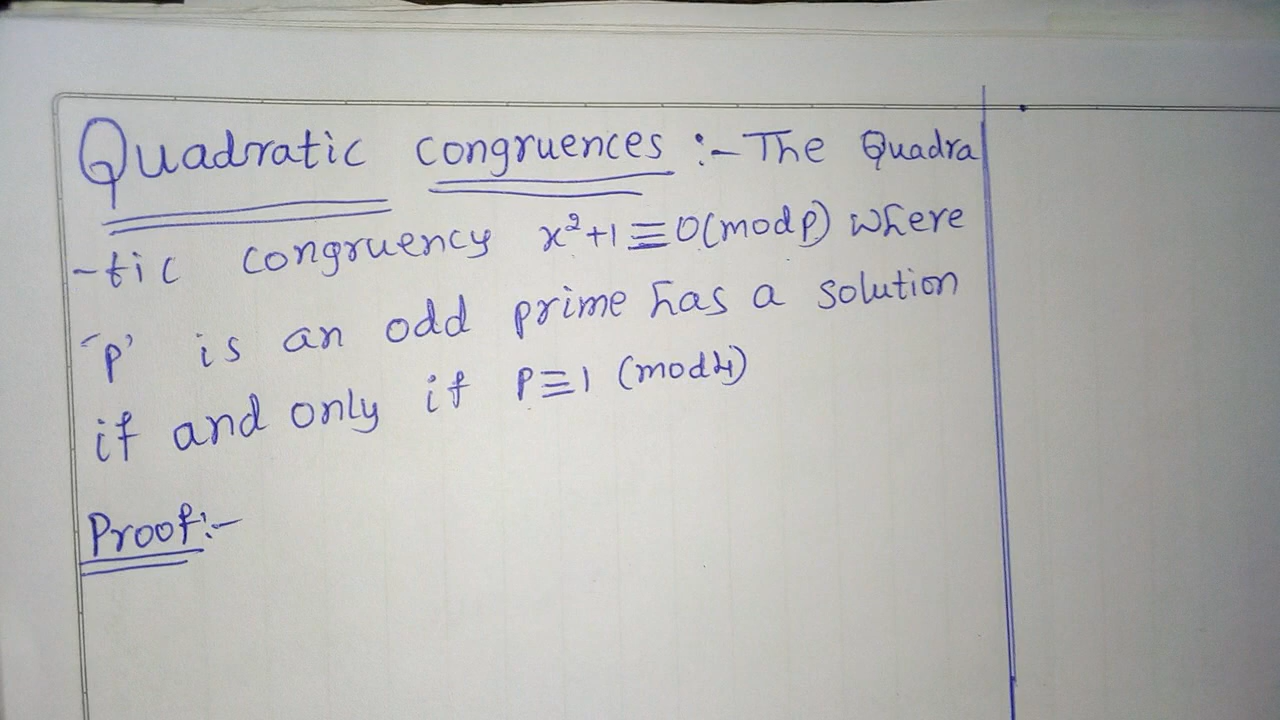 Quadratic congruences :- The Quadra
-tic congruency x²+1≡0(mod p) where
'p' is an odd prime has a solution
if and only if P≡1 (mod 4)
Proof:-